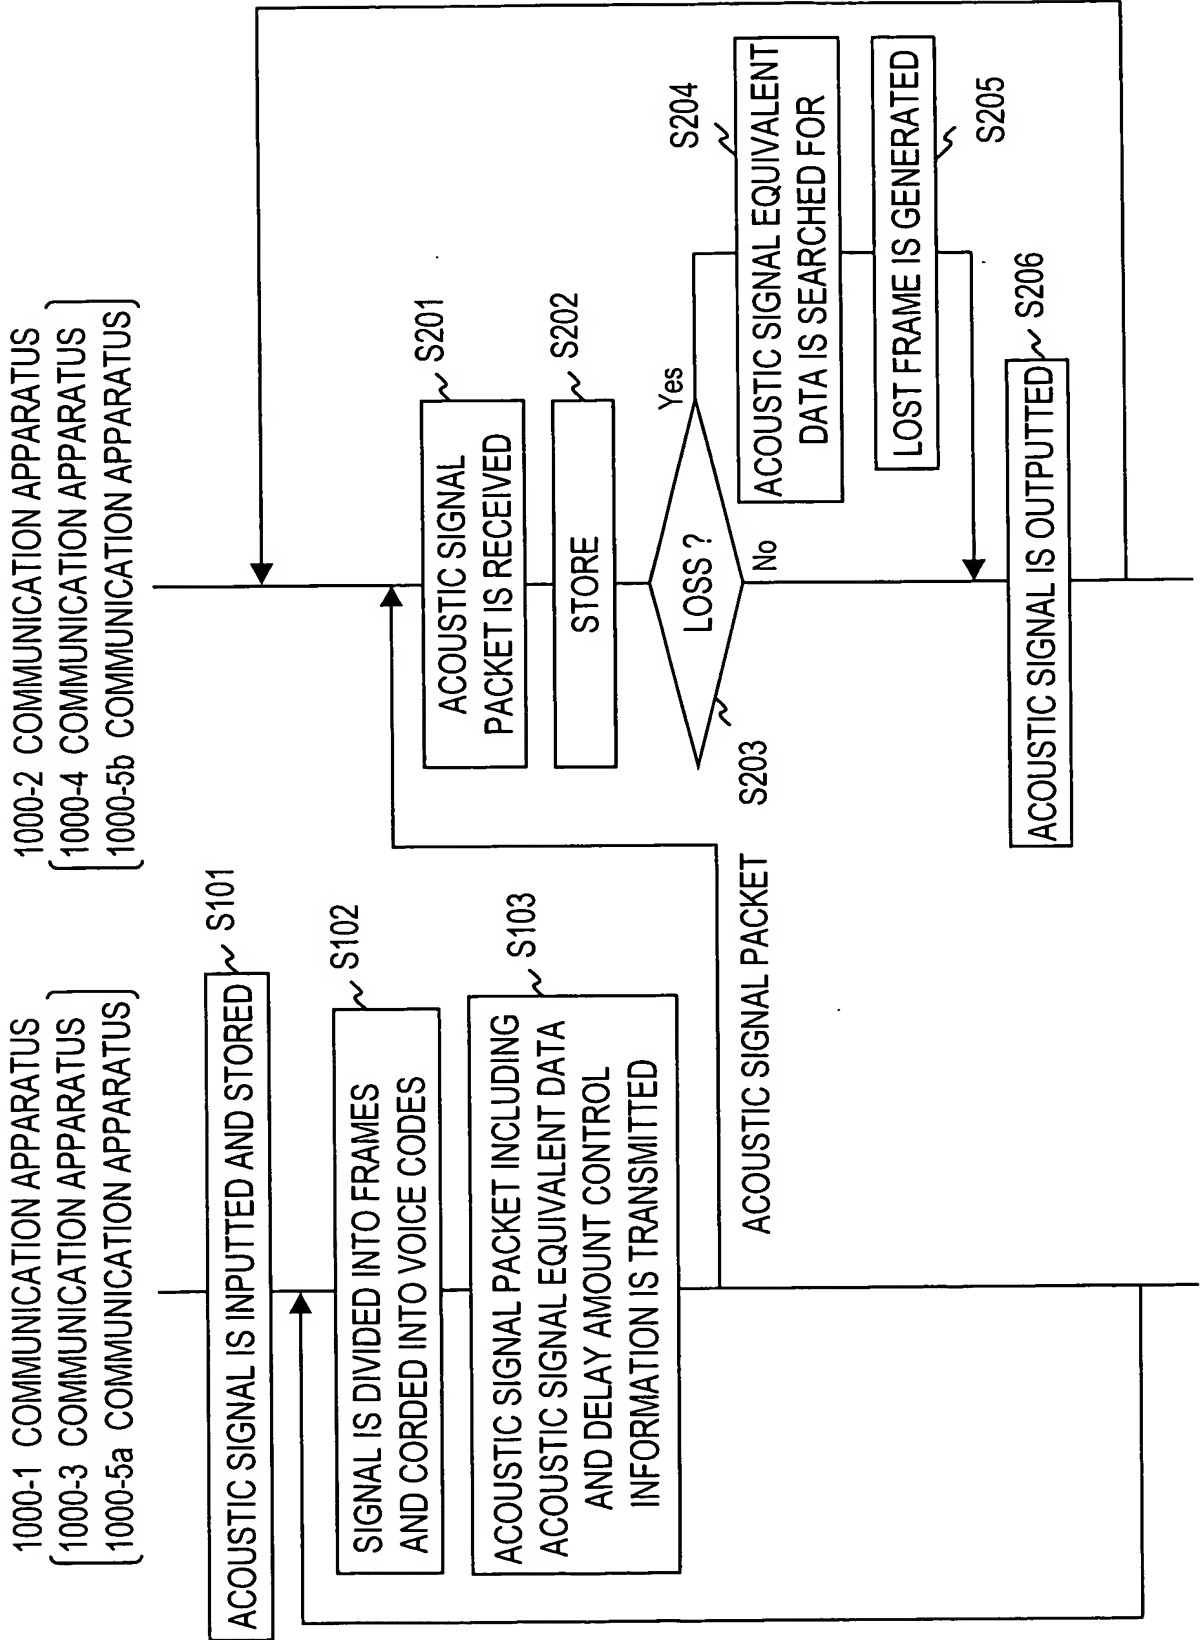 1000-1 COMMUNICATION APPARATUS
1000-3 COMMUNICATION APPARATUS
1000-5a COMMUNICATION APPARATUS
ACOUSTIC SIGNAL IS INPUTTED AND STORED
S101
SIGNAL IS DIVIDED INTO FRAMES
AND CORDED INTO VOICE CODES
S102
ACOUSTIC SIGNAL PACKET INCLUDING
ACOUSTIC SIGNAL EQUIVALENT DATA
AND DELAY AMOUNT CONTROL
INFORMATION IS TRANSMITTED
S103
ACOUSTIC SIGNAL PACKET
1000-2 COMMUNICATION APPARATUS
1000-4 COMMUNICATION APPARATUS
1000-5b COMMUNICATION APPARATUS
ACOUSTIC SIGNAL
PACKET IS RECEIVED
S201
STORE
S202
LOSS ?
S203
Yes
No
ACOUSTIC SIGNAL EQUIVALENT
DATA IS SEARCHED FOR
S204
LOST FRAME IS GENERATED
S205
ACOUSTIC SIGNAL IS OUTPUTTED
S206